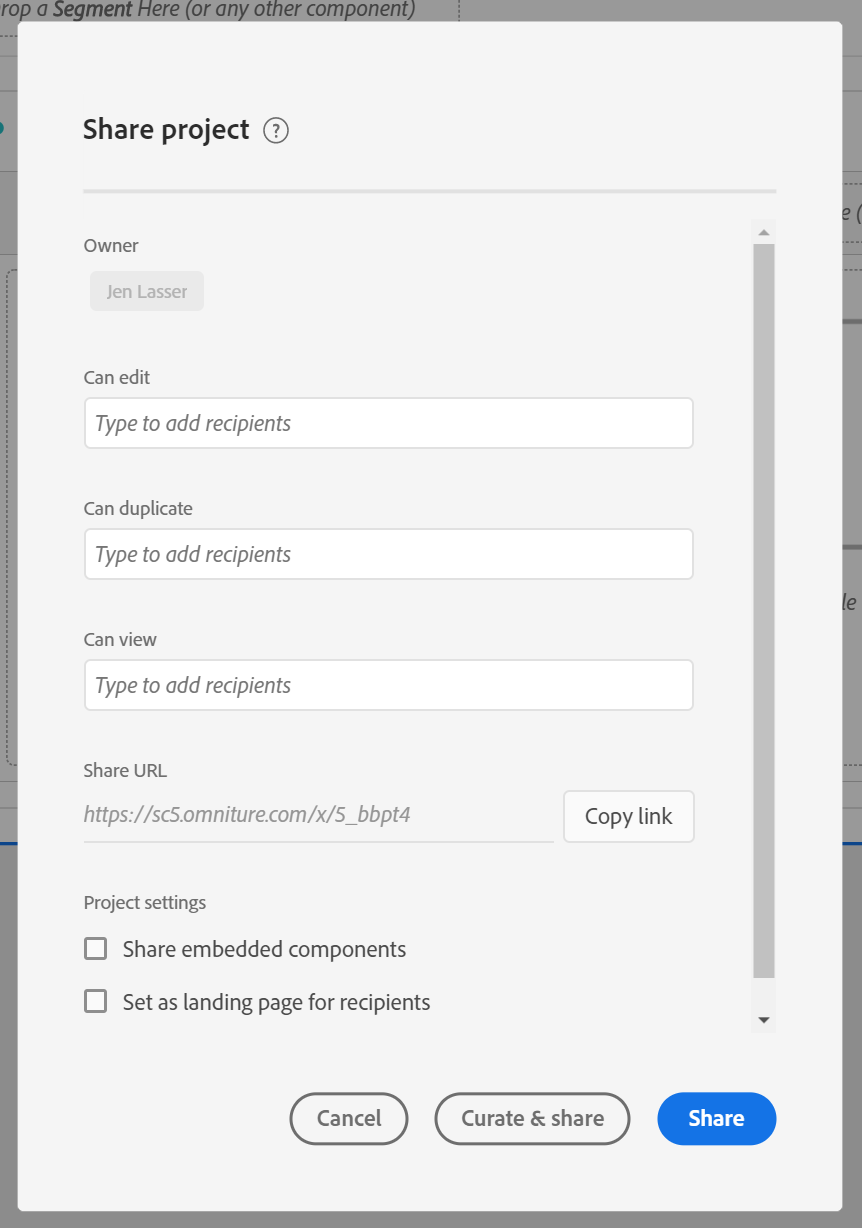 a Segment Here (or any other component)
Share project ?
Owner
Jen Lasser
Can edit
Type to add recipients
Can duplicate
Type to add recipients
Can view
Type to add recipients
Share URL
https://sc5.omniture.com/x/5_bbpt4
Copy link
Project settings
Share embedded components
Set as landing page for recipients
Cancel
Curate & share
Share